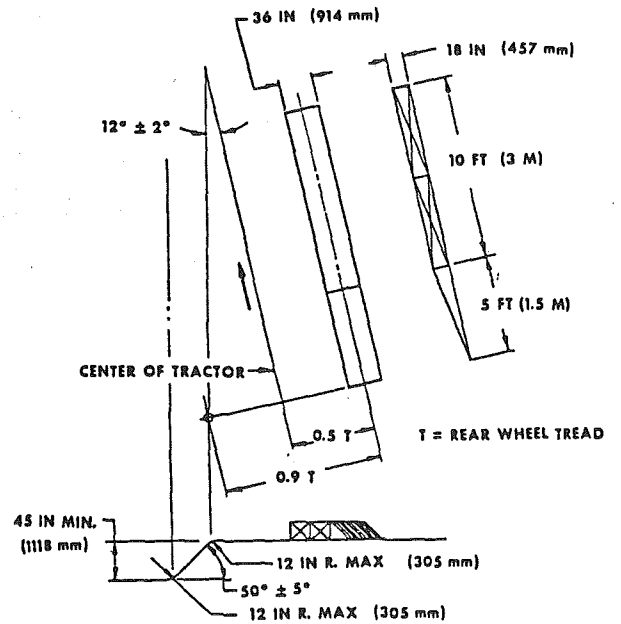 36 IN (914 mm)
18 IN (457 mm)
12° ± 2°
10 FT (3 M)
5 FT (1.5 M)
CENTER OF TRACTOR
0.5 T
T = REAR WHEEL TREAD
0.9 T
45 IN MIN.
(1118 mm)
12 IN R. MAX (305 mm)
50° ± 5°
12 IN R. MAX (305 mm)